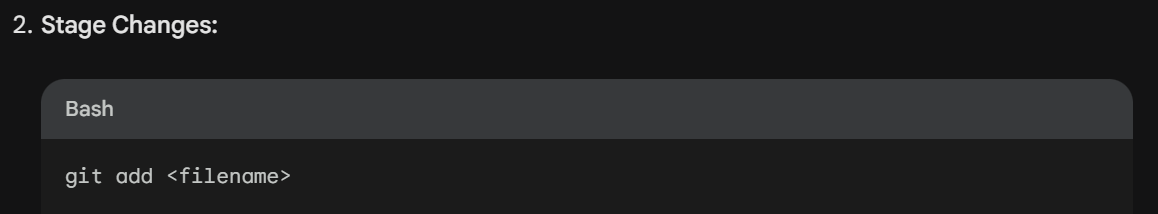 2. Stage Changes:
Bash
git add <filename>